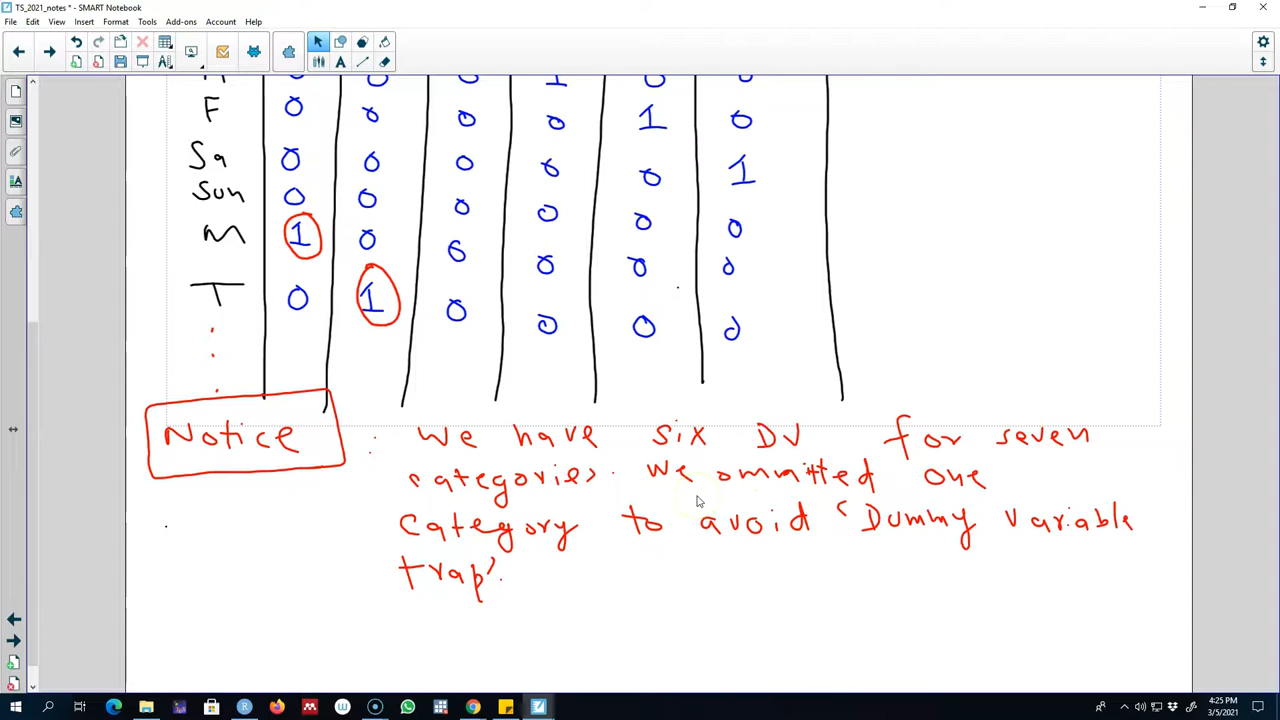 TS_2021_notes * - SMART Notebook
File Edit View Insert Format Tools Add-ons Account Help
F 0 0 0 0 1 0
Sa 0 0 0 0 0 1
Sun 0 0 0 0 0 0
M 1 0 0 0 0 0
T 0 1 0 0 0 0
Notice : We have six DV for seven
categories. We ommitted one
category to avoid ‘Dummy variable
trap’.
4:25 PM
3/5/2021